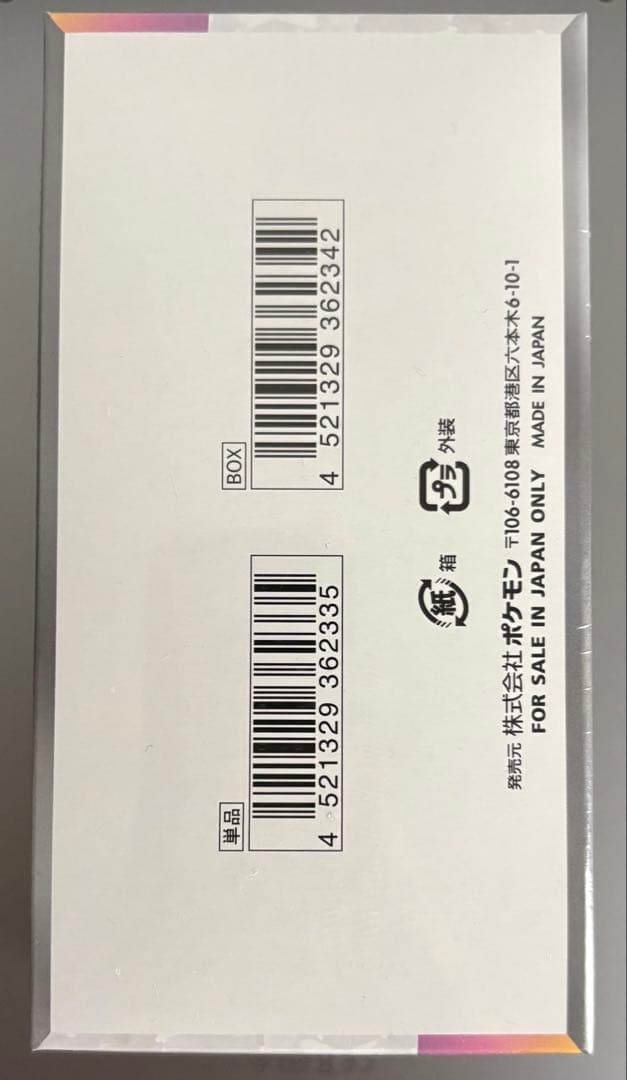 単品
4 521329 362335
BOX
4 521329 362342
紙 箱
プラ 外装
発売元 株式会社ポケモン 〒106-6108 東京都港区六本木6-10-1
FOR SALE IN JAPAN ONLY MADE IN JAPAN